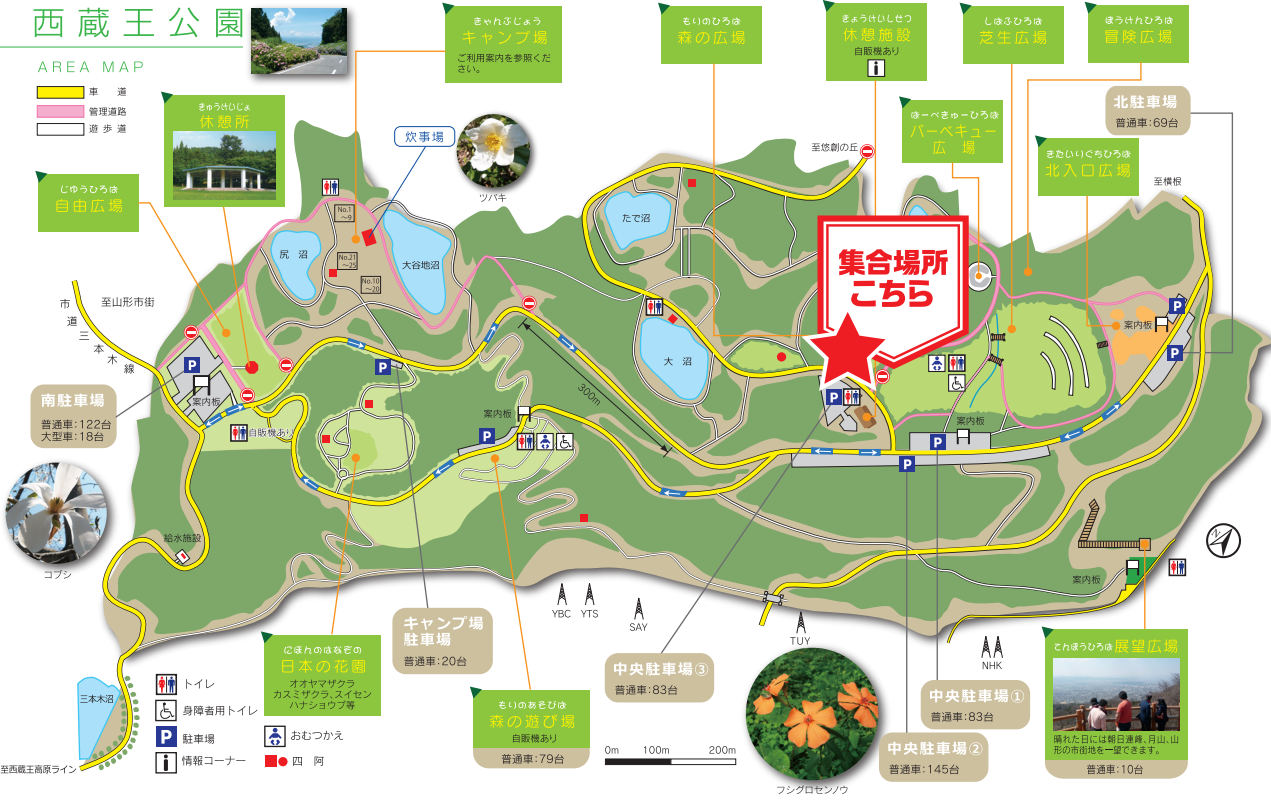 西蔵王公園
AREA MAP
車　道
管理道路
遊歩道
きゅうけいじょ
休憩所
じゆうひろば
自由広場
きゃんぷじょう
キャンプ場
ご利用案内を参照くだ
さい。
炊事場
ツバキ
もりのひろば
森の広場
きょうけいしせつ
休憩施設
自販機あり
しばふひろば
芝生広場
ぼうけんひろば
冒険広場
ばーべきゅーひろば
バーベキュー
広　場
北駐車場
普通車:69台
きたいりぐちひろば
北入口広場
至悠創の丘
至横根
No.1
～9
No.21
～25
No.10
～20
尻 沼
大谷地沼
たで沼
大 沼
集合場所
こちら
案内板
至山形市街
市道三本木線
案内板
南駐車場
普通車:122台
大型車:18台
自販機あり
案内板
300m
案内板
コブシ
給水施設
案内板
YBC
YTS
SAY
TUY
NHK
キャンプ場
駐車場
普通車:20台
にほんのはなぞの
日本の花園
オオヤマザクラ
カスミザクラ、スイセン
ハナショウブ等
もりのあそびば
森の遊び場
自販機あり
普通車:79台
中央駐車場③
普通車:83台
中央駐車場①
普通車:83台
中央駐車場②
普通車:145台
てんぼうひろば 展望広場
晴れた日には朝日連峰、月山、山
形の市街地を一望できます。
普通車:10台
三本木沼
至西蔵王高原ライン
トイレ
身障者用トイレ
P 駐車場
情報コーナー
おむつかえ
四 阿
0m 100m 200m
フシグロセンノウ